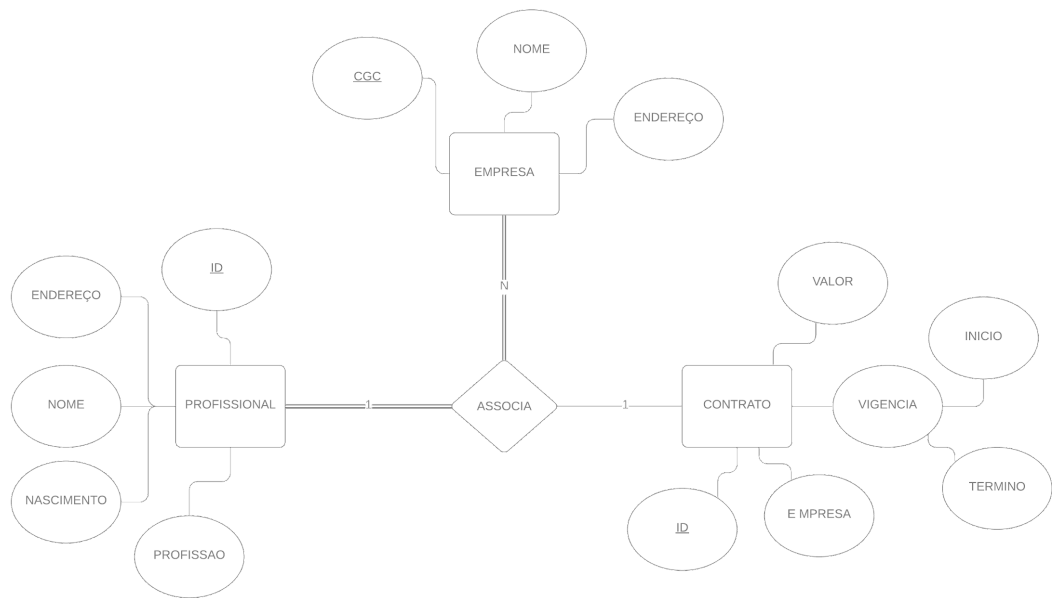 NOME
CGC
ENDEREÇO
EMPRESA
ID
VALOR
N
ENDEREÇO
INICIO
NOME
PROFISSIONAL
1
ASSOCIA
1
CONTRATO
VIGENCIA
NASCIMENTO
TERMINO
E MPRESA
ID
PROFISSAO